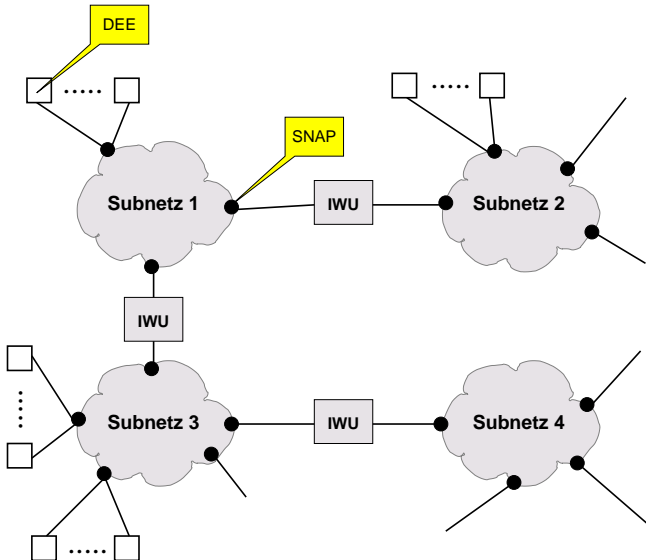 DEE
SNAP
Subnetz 1
IWU
Subnetz 2
IWU
Subnetz 3
IWU
Subnetz 4